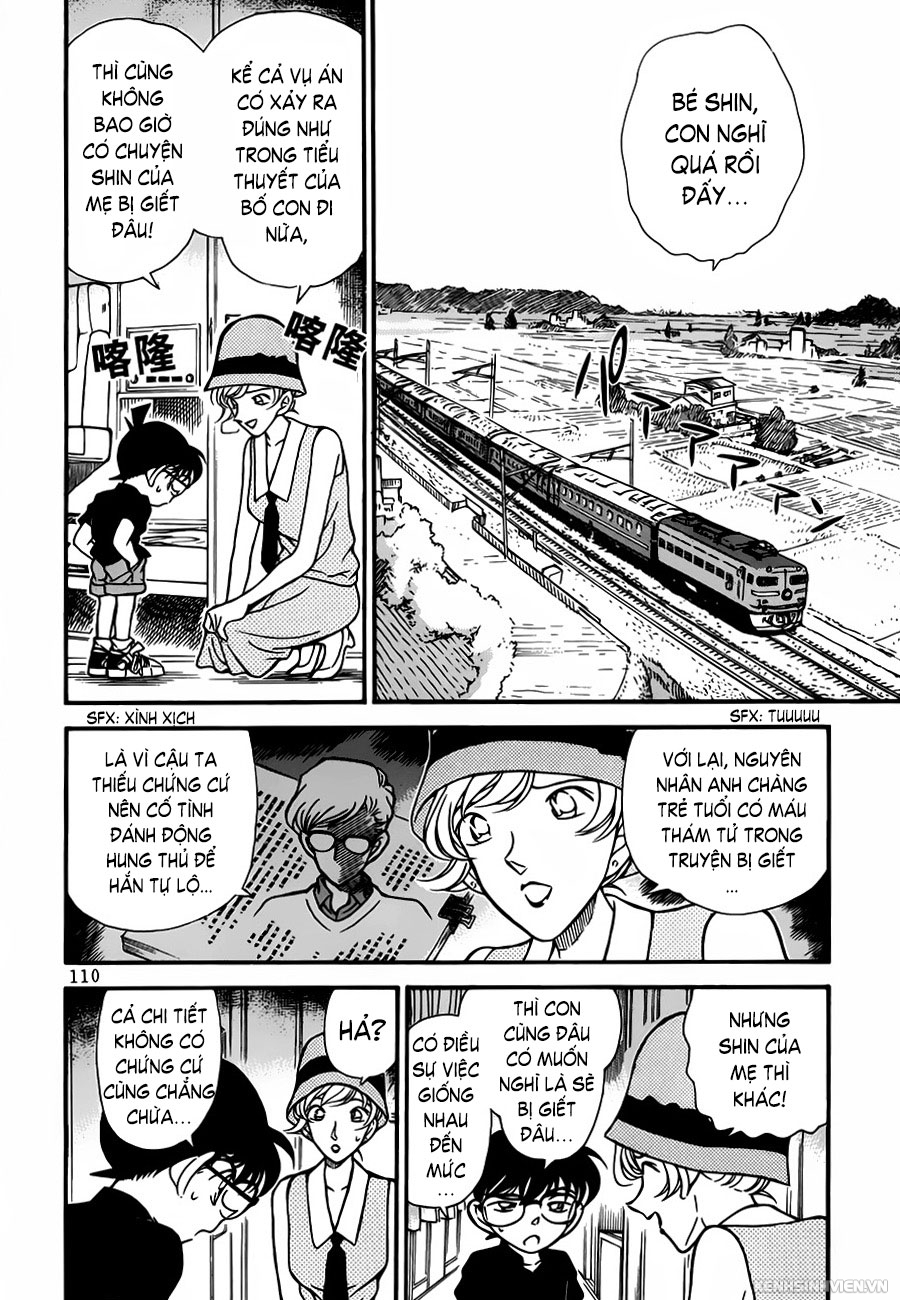 BÉ SHIN,
CON NGHĨ
QUÁ RỒI
ĐẤY...
KỂ CẢ VỤ ÁN
CÓ XẢY RA
ĐÚNG NHƯ
TRONG TIỂU
THUYẾT CỦA
BỐ CON ĐI
NỮA,
THÌ CŨNG
KHÔNG
BAO GIỜ
CÓ CHUYỆN
SHIN CỦA
MẸ BỊ GIẾT
ĐÂU!
喀隆
喀隆
SFX: TUUUUU
SFX: XÌNH XỊCH
VỚI LẠI, NGUYÊN
NHÂN ANH CHÀNG
TRẺ TUỔI CÓ MÁU
THÁM TỬ TRONG
TRUYỆN BỊ GIẾT
...
LÀ VÌ CẬU TA
THIẾU CHỨNG CỨ
NÊN CỐ TÌNH
ĐÁNH ĐỘNG
HUNG THỦ ĐỂ
HẮN TỰ LỘ...
110
NHƯNG
SHIN CỦA
MẸ THÌ
KHÁC!
THÌ CON
CŨNG ĐÂU
CÓ MUỐN
NGHĨ LÀ SẼ
BỊ GIẾT
ĐÂU...
CÓ ĐIỀU
SỰ VIỆC
GIỐNG
NHAU
ĐẾN
MỨC
...
HẢ?
CẢ CHI TIẾT
KHÔNG CÓ
CHỨNG CỨ
CŨNG CHẲNG
CHỪA...
KENHSINHVIEN.VN